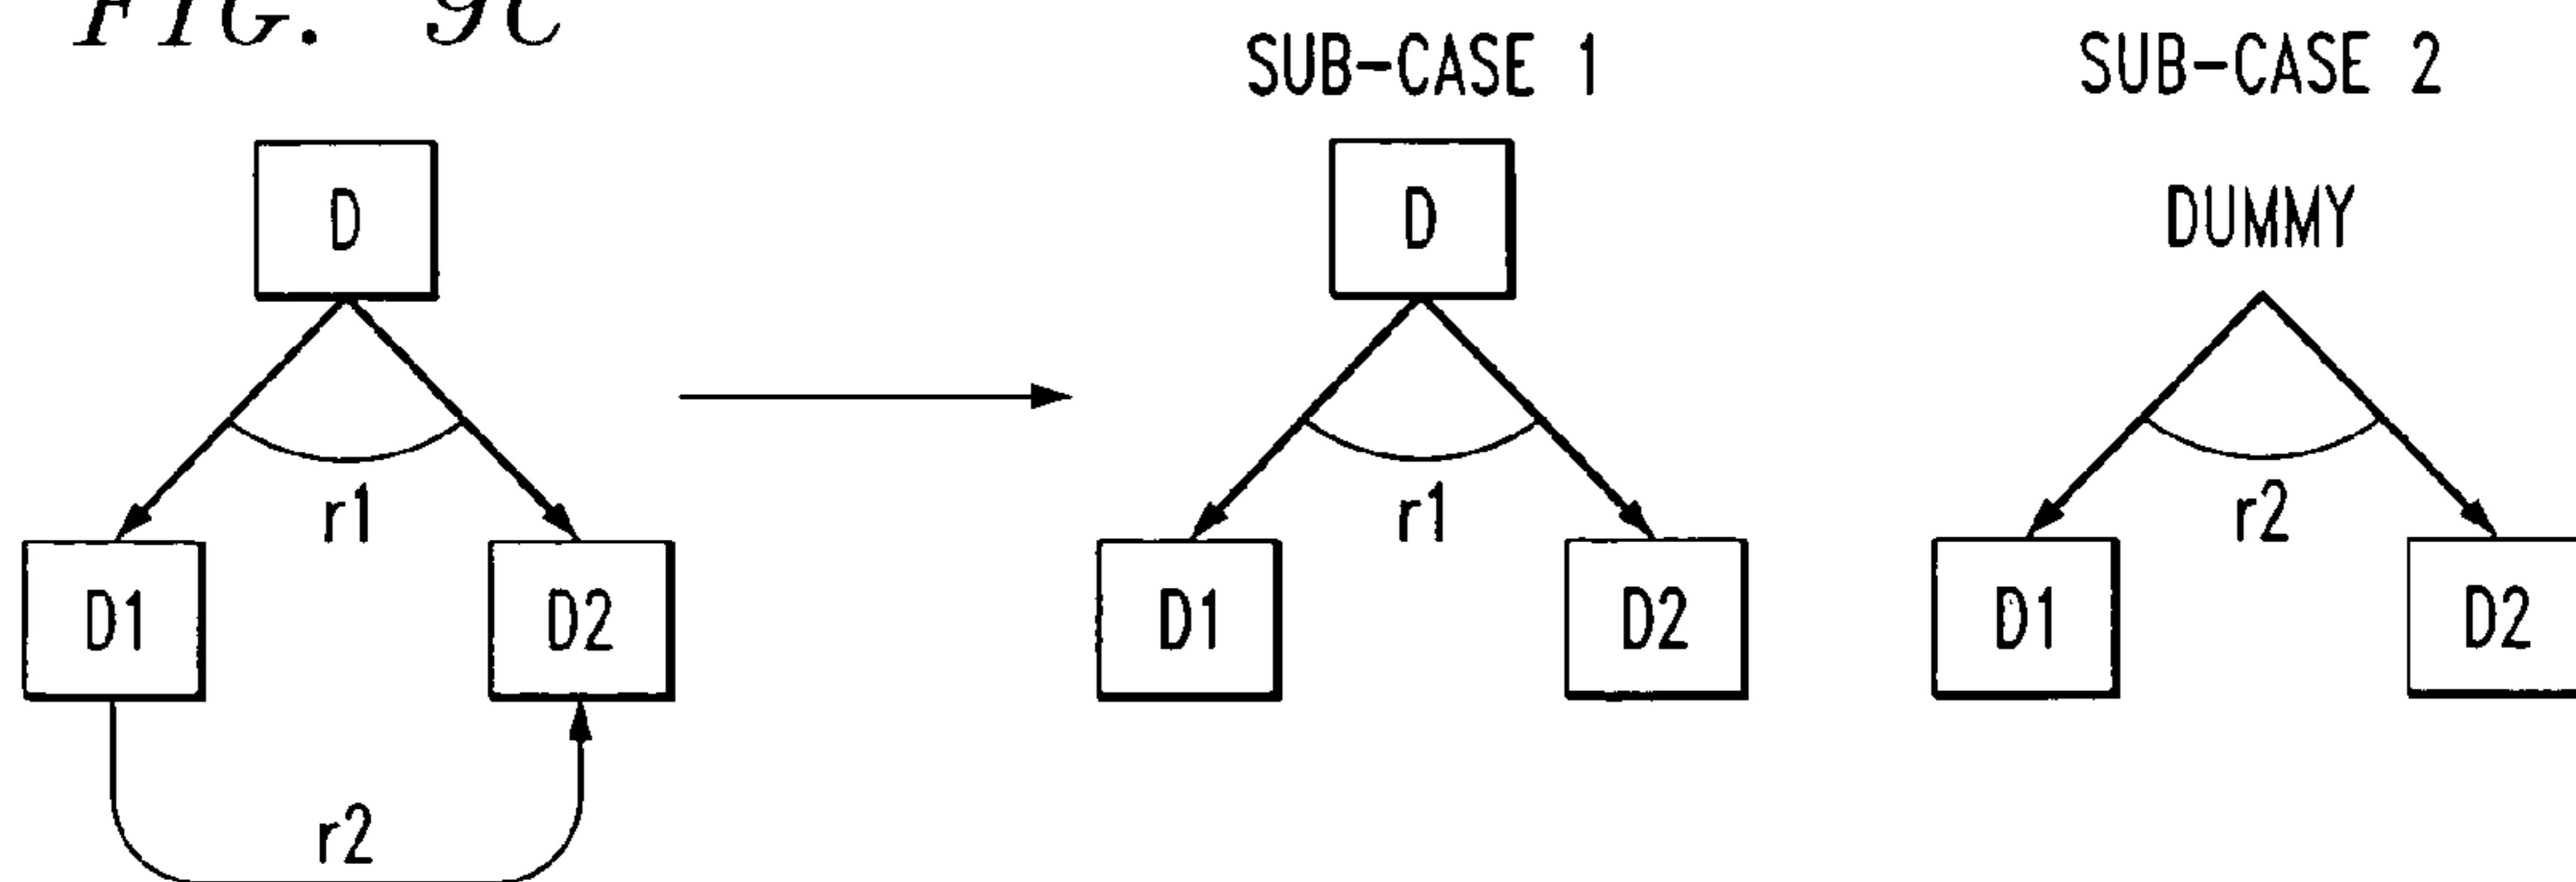 FIG. 9C
SUB-CASE 1
SUB-CASE 2
D
D
DUMMY
r1
r1
r2
D1
D2
D1
D2
D1
D2
r2